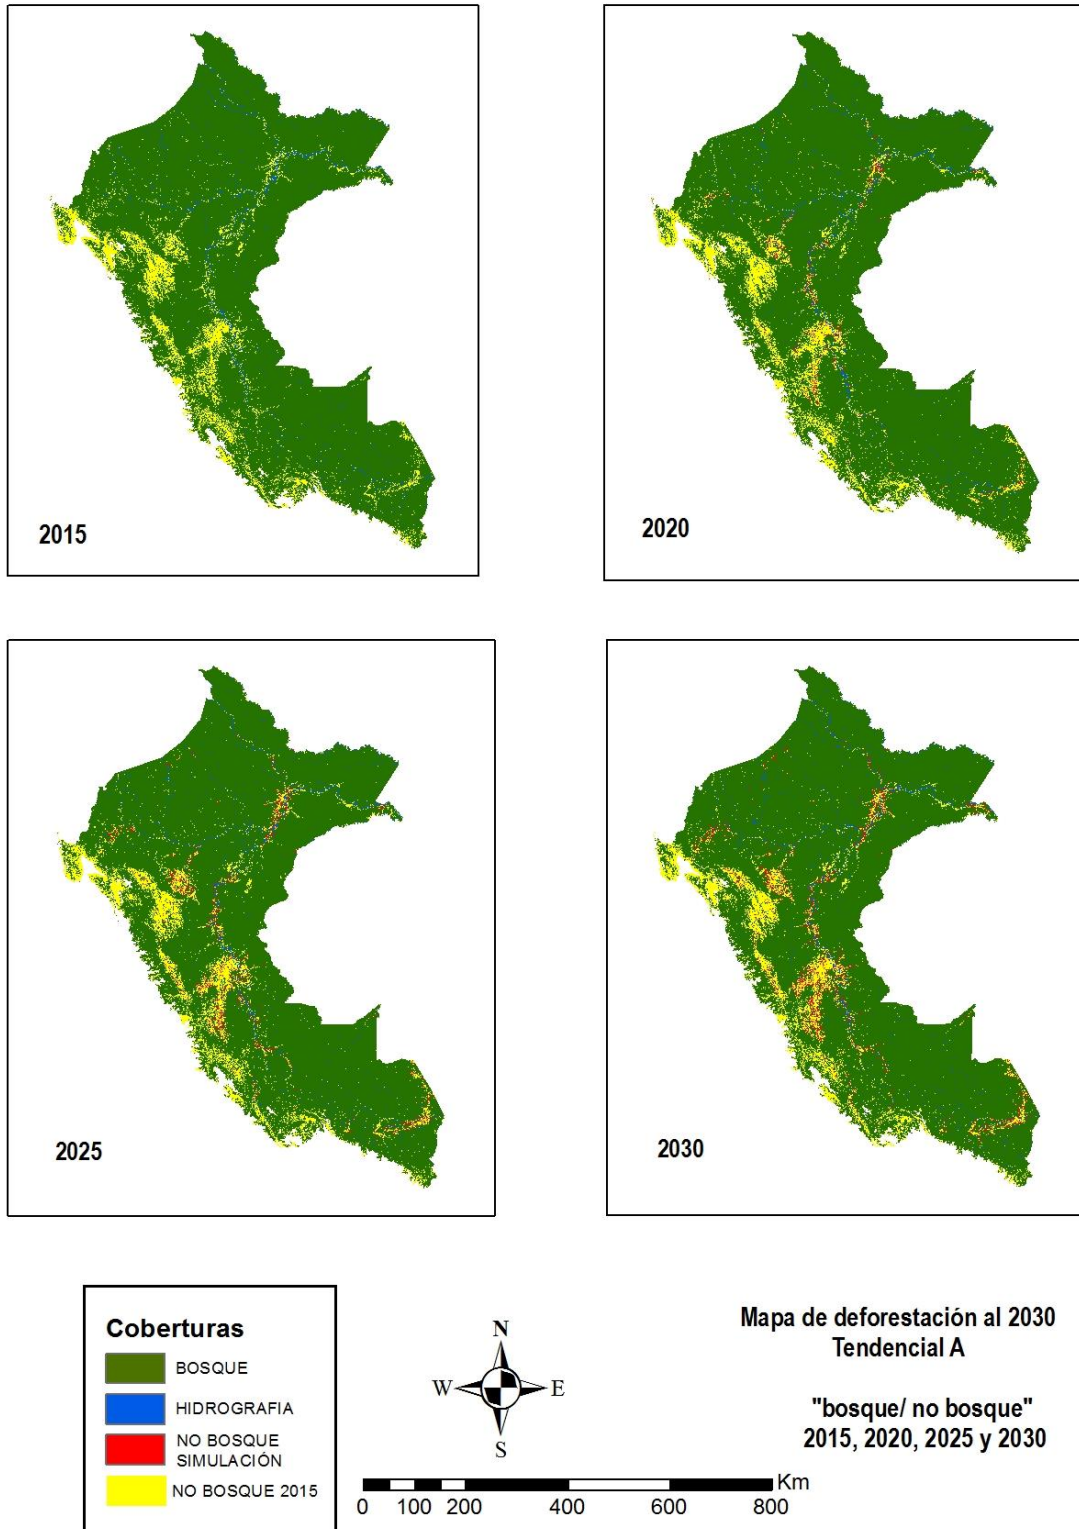 2015
2020
2025
2030
Coberturas
BOSQUE
HIDROGRAFIA
NO BOSQUE
SIMULACIÓN
NO BOSQUE 2015
N
W
E
S
Km
0 100 200 400 600 800
Mapa de deforestación al 2030
Tendencial A
"bosque/ no bosque"
2015, 2020, 2025 y 2030